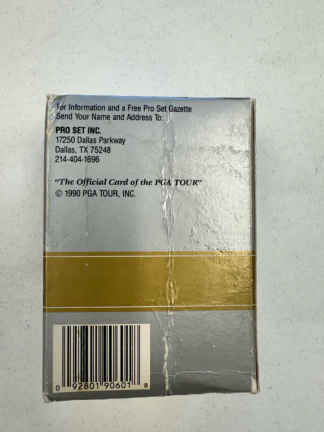 For Information and a Free Pro Set Gazette
Send Your Name and Address To:
PRO SET INC.
17250 Dallas Parkway
Dallas, TX 75248
214-404-1696
"The Official Card of the PGA TOUR"
© 1990 PGA TOUR, INC.
0 92801 90601 8